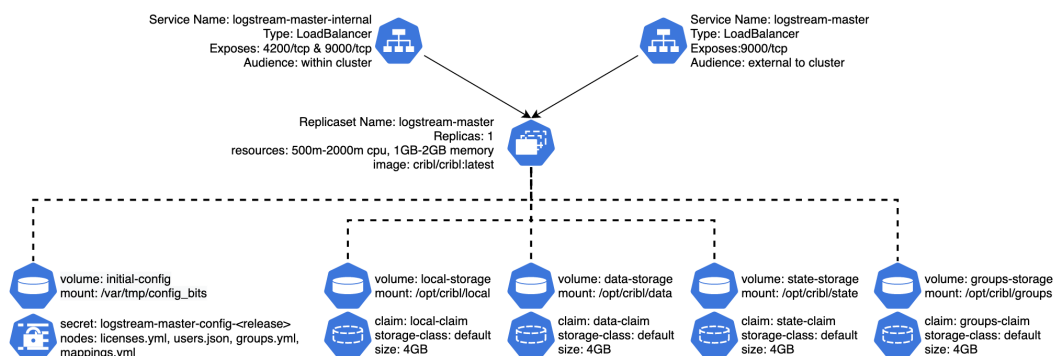 Service Name: logstream-master-internal
Type: LoadBalancer
Exposes: 4200/tcp & 9000/tcp
Audience: within cluster
Service Name: logstream-master
Type: LoadBalancer
Exposes:9000/tcp
Audience: external to cluster
Replicaset Name: logstream-master
Replicas: 1
resources: 500m-2000m cpu, 1GB-2GB memory
image: cribl/cribl:latest
volume: initial-config
mount: /var/tmp/config_bits
volume: local-storage
mount: /opt/cribl/local
volume: data-storage
mount: /opt/cribl/data
volume: state-storage
mount: /opt/cribl/state
volume: groups-storage
mount: /opt/cribl/groups
secret: logstream-master-config-<release>
nodes: licenses.yml, users.json, groups.yml,
mappings.yml
claim: local-claim
storage-class: default
size: 4GB
claim: data-claim
storage-class: default
size: 4GB
claim: state-claim
storage-class: default
size: 4GB
claim: groups-claim
storage-class: default
size: 4GB